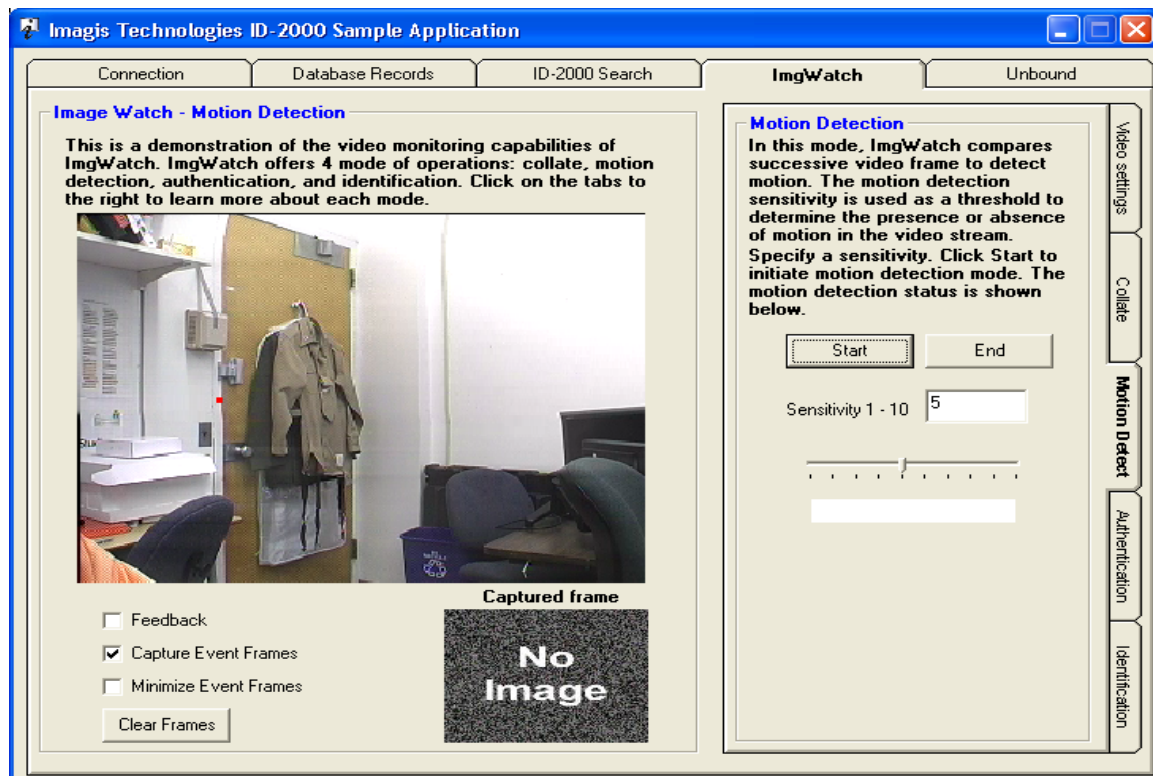 Imagis Technologies ID-2000 Sample Application
Connection
Database Records
ID-2000 Search
ImgWatch
Unbound
Image Watch - Motion Detection
This is a demonstration of the video monitoring capabilities of
ImgWatch. ImgWatch offers 4 mode of operations: collate, motion
detection, authentication, and identification. Click on the tabs to
the right to learn more about each mode.
Captured frame
No
Image
Feedback
Capture Event Frames
Minimize Event Frames
Clear Frames
Motion Detection
In this mode, ImgWatch compares
successive video frame to detect
motion. The motion detection
sensitivity is used as a threshold to
determine the presence or absence
of motion in the video stream.
Specify a sensitivity. Click Start to
initiate motion detection mode. The
motion detection status is shown
below.
Start
End
Sensitivity 1 - 10
5
Video settings
Collate
Motion Detect
Authentication
Identification